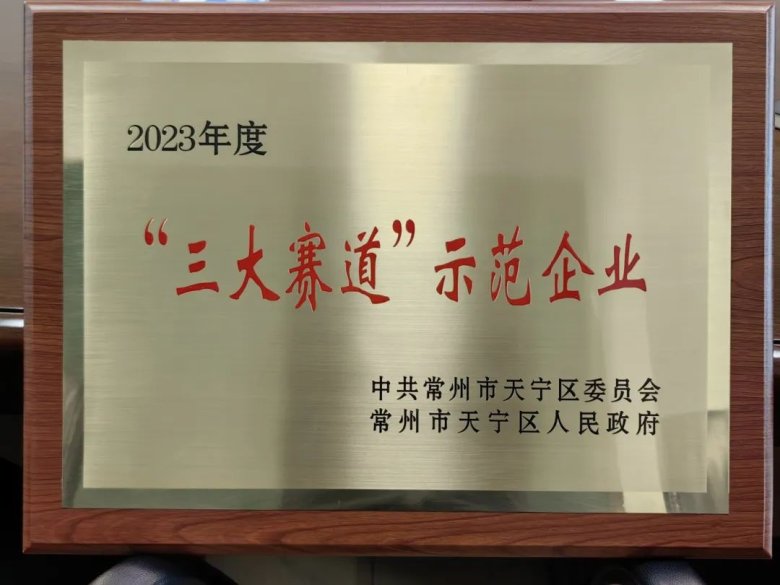 2023年度
“三大赛道”示范企业
中共常州市天宁区委员会
常州市天宁区人民政府